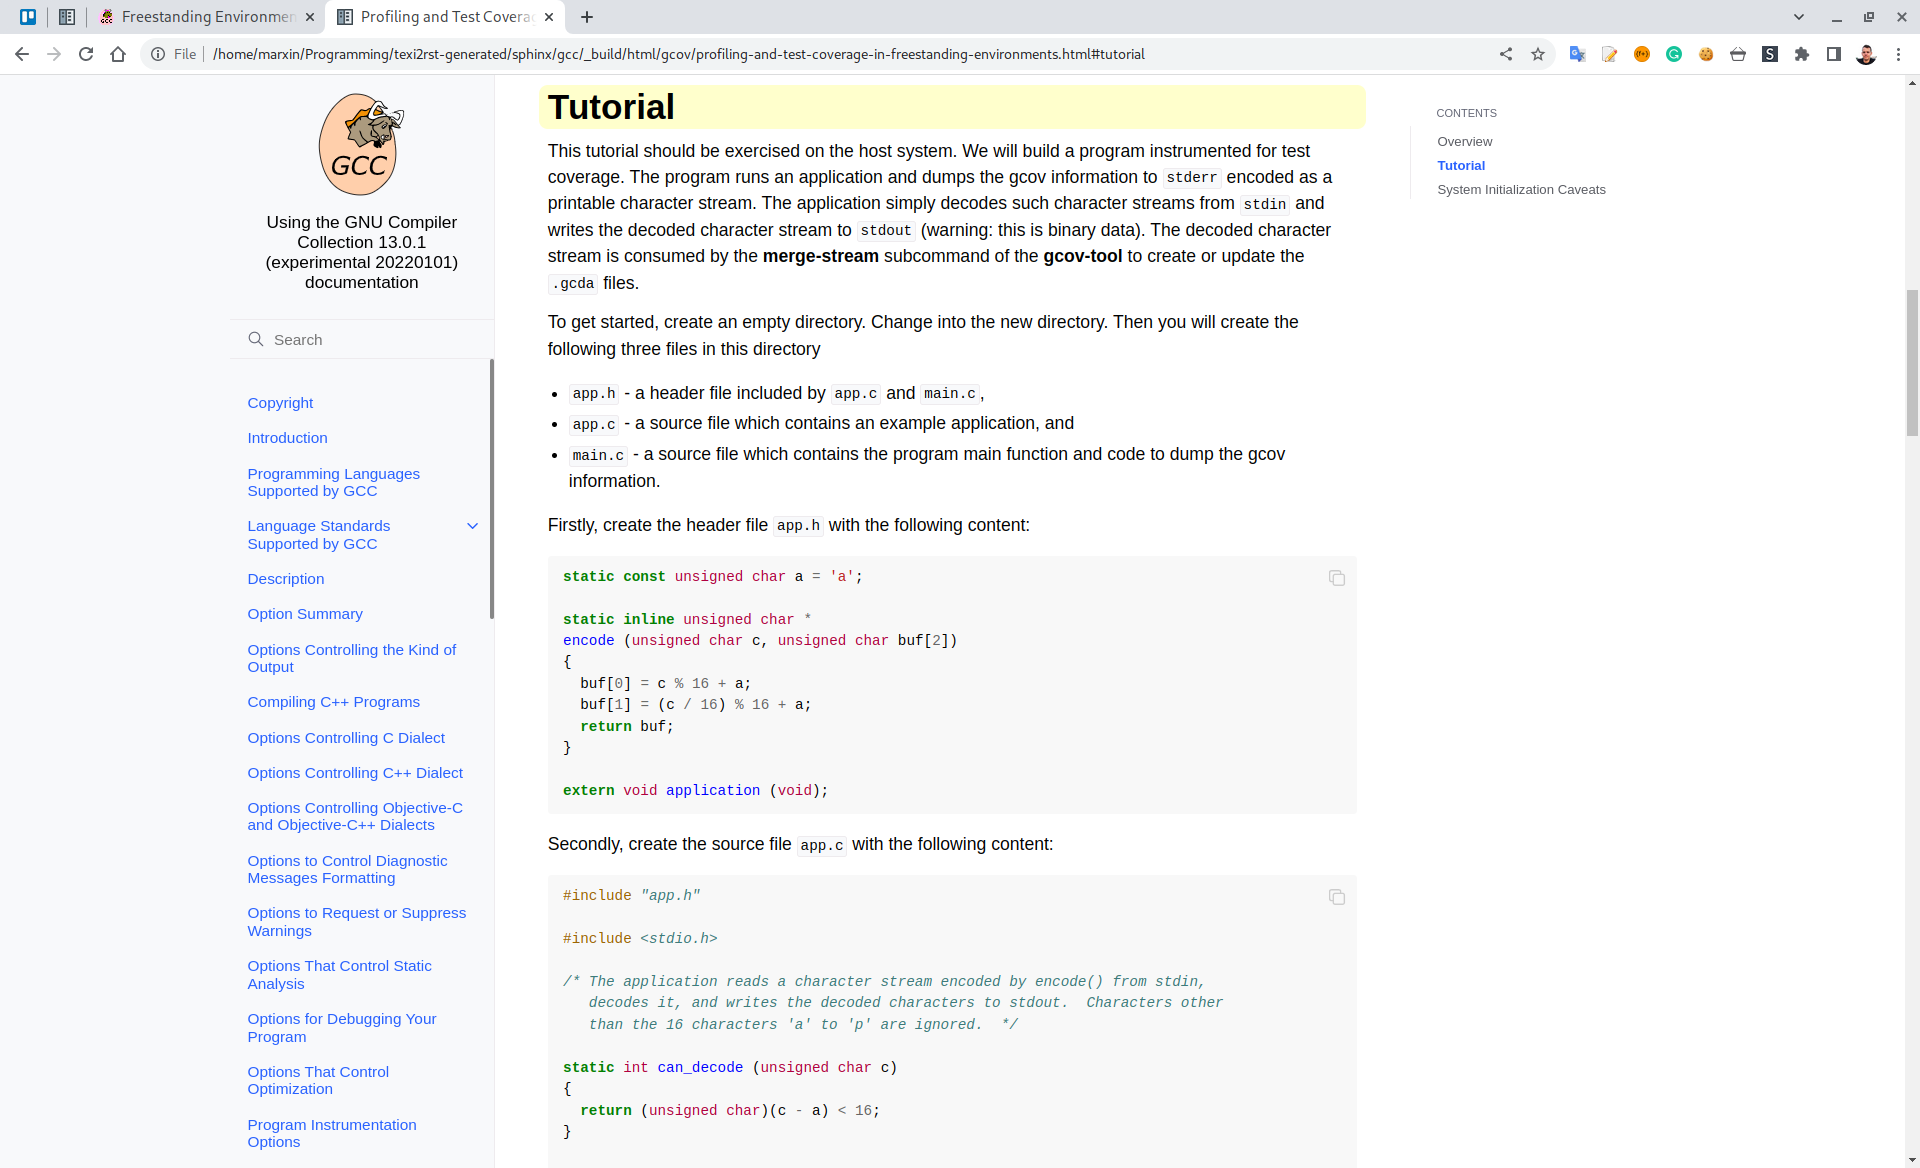 Freestanding Environmen
Profiling and Test Covera
File
/home/marxin/Programming/texi2rst-generated/sphinx/gcc/_build/html/gcov/profiling-and-test-coverage-in-freestanding-environments.html#tutorial
GCC
Using the GNU Compiler
Collection 13.0.1
(experimental 20220101)
documentation
Search
Copyright
Introduction
Programming Languages
Supported by GCC
Language Standards
Supported by GCC
Description
Option Summary
Options Controlling the Kind of
Output
Compiling C++ Programs
Options Controlling C Dialect
Options Controlling C++ Dialect
Options Controlling Objective-C
and Objective-C++ Dialects
Options to Control Diagnostic
Messages Formatting
Options to Request or Suppress
Warnings
Options That Control Static
Analysis
Options for Debugging Your
Program
Options That Control
Optimization
Program Instrumentation
Options
Tutorial
This tutorial should be exercised on the host system. We will build a program instrumented for test
coverage. The program runs an application and dumps the gcov information to stderr encoded as a
printable character stream. The application simply decodes such character streams from stdin and
writes the decoded character stream to stdout (warning: this is binary data). The decoded character
stream is consumed by the merge-stream subcommand of the gcov-tool to create or update the
.gcda files.
To get started, create an empty directory. Change into the new directory. Then you will create the
following three files in this directory
• app.h - a header file included by app.c and main.c,
• app.c - a source file which contains an example application, and
• main.c - a source file which contains the program main function and code to dump the gcov
information.
Firstly, create the header file app.h with the following content:
static const unsigned char a = 'a';
static inline unsigned char *
encode (unsigned char c, unsigned char buf[2])
{
buf[0] = c % 16 + a;
buf[1] = (c / 16) % 16 + a;
return buf;
}
extern void application (void);
Secondly, create the source file app.c with the following content:
#include "app.h"
#include <stdio.h>
/* The application reads a character stream encoded by encode() from stdin,
decodes it, and writes the decoded characters to stdout.  Characters other
than the 16 characters 'a' to 'p' are ignored.  */
static int can_decode (unsigned char c)
{
return (unsigned char)(c - a) < 16;
}
CONTENTS
Overview
Tutorial
System Initialization Caveats